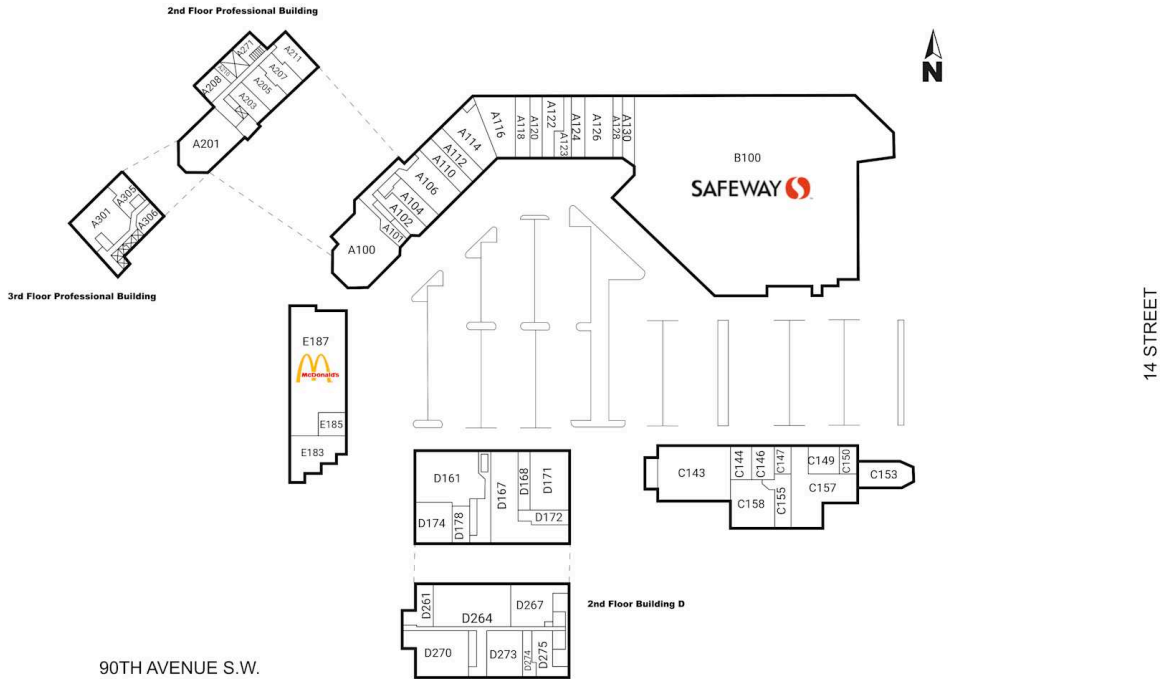 2nd Floor Professional Building
A271
A211
A208
A207
A205
A203
A201
A305
A301
A306
3rd Floor Professional Building
N
A116
A118
A120
A122
A123
A124
A126
A128
A130
A114
A112
A110
A106
A104
A102
A101
A100
B100
SAFEWAY
14 STREET
E187
McDonald's
E185
E183
D161
D167
D168
D171
D174
D178
D172
C143
C144
C146
C147
C149
C150
C153
C158
C155
C157
D261
D264
D267
2nd Floor Building D
D270
D273
D274
D275
90TH AVENUE S.W.